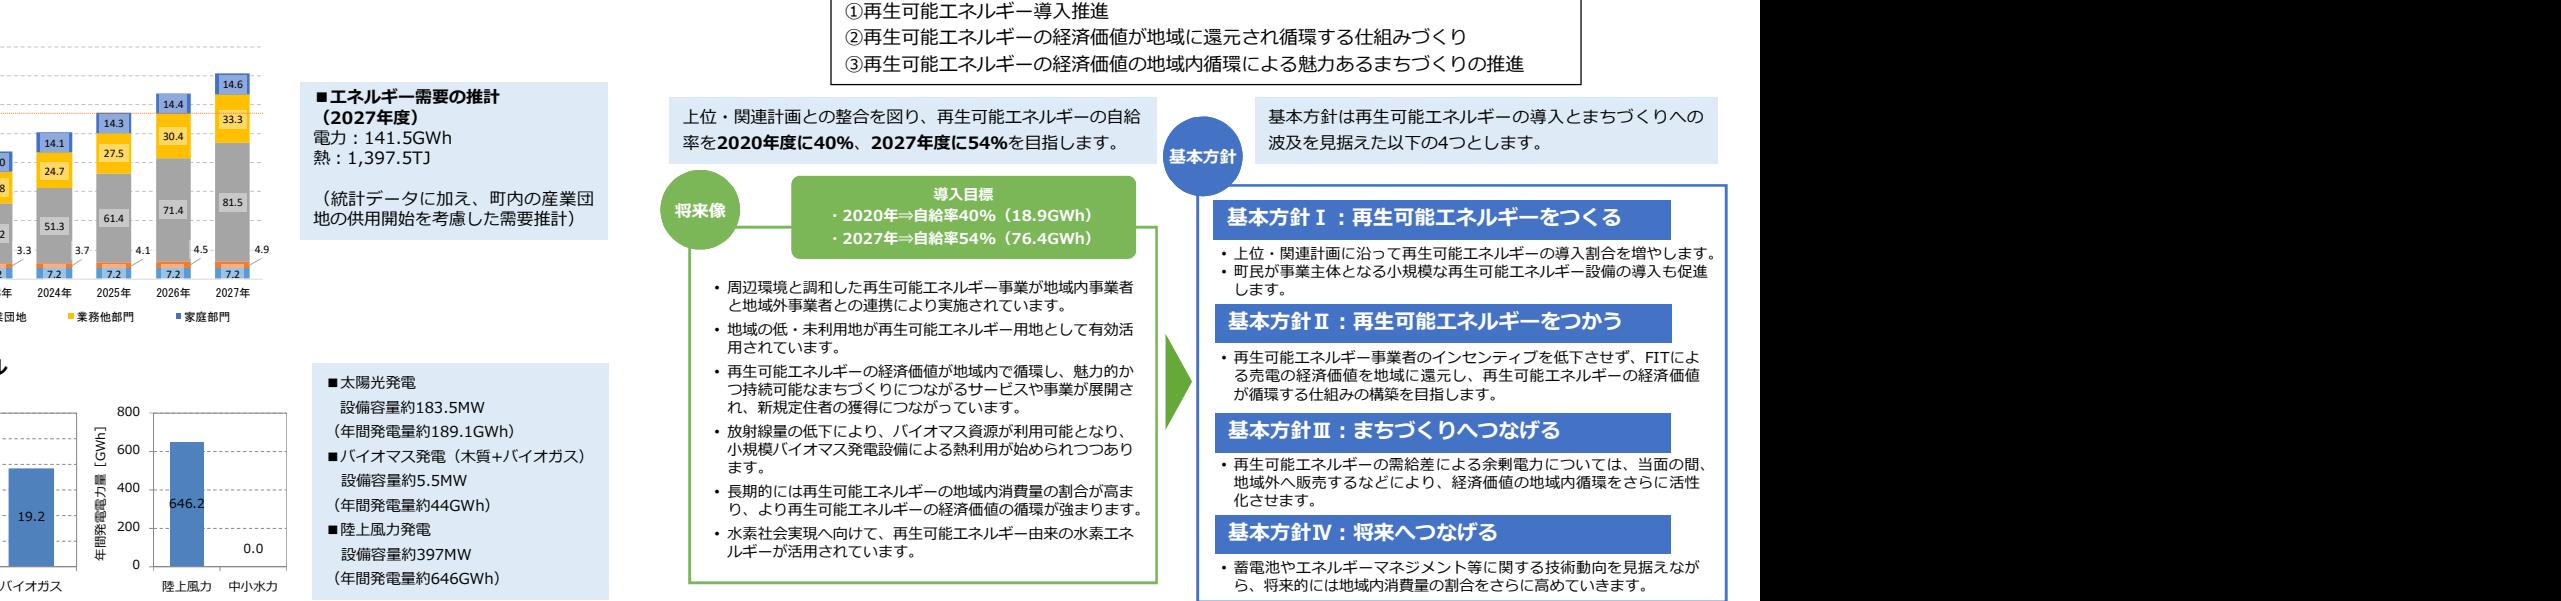 14.6
33.3
81.5
4.9
7.2
14.4
30.4
71.4
4.5
7.2
14.3
27.5
61.4
4.1
7.2
14.1
24.7
51.3
3.7
7.2
3.3
2024年
2025年
2026年
2027年
業務他部門
家庭部門
■エネルギー需要の推計
（2027年度）
電力：141.5GWh
熱：1,397.5TJ
（統計データに加え、町内の産業団
地の供用開始を考慮した需要推計）
19.2
バイオガス
年間発電電力量［GWh］
800
600
400
200
0
646.2
0.0
陸上風力
中小水力
■太陽光発電
設備容量約183.5MW
（年間発電量約189.1GWh）
■バイオマス発電（木質+バイオガス）
設備容量約5.5MW
（年間発電量約44GWh）
■陸上風力発電
設備容量約397MW
（年間発電量約646GWh）
①再生可能エネルギー導入推進
②再生可能エネルギーの経済価値が地域に還元され循環する仕組みづくり
③再生可能エネルギーの経済価値の地域内循環による魅力あるまちづくりの推進
上位・関連計画との整合を図り、再生可能エネルギーの自給
率を2020年度に40%、2027年度に54%を目指します。
将来像
導入目標
・2020年⇒自給率40%（18.9GWh）
・2027年⇒自給率54%（76.4GWh）
・周辺環境と調和した再生可能エネルギー事業が地域内事業者
と地域外事業者との連携により実施されています。
・地域の低・未利用地が再生可能エネルギー用地として有効活
用されています。
・再生可能エネルギーの経済価値が地域内で循環し、魅力的か
つ持続可能なまちづくりにつながるサービスや事業が展開さ
れ、新規定住者の獲得につながっています。
・放射線量の低下により、バイオマス資源が利用可能となり、
小規模バイオマス発電設備による熱利用が始められつつあり
ます。
・長期的には再生可能エネルギーの地域内消費量の割合が高ま
り、より再生可能エネルギーの経済価値の循環が強まります。
・水素社会実現へ向けて、再生可能エネルギー由来の水素エネ
ルギーが活用されています。
基本方針
基本方針は再生可能エネルギーの導入とまちづくりへの
波及を見据えた以下の4つとします。
基本方針Ⅰ：再生可能エネルギーをつくる
・上位・関連計画に沿って再生可能エネルギーの導入割合を増やします。
・町民が事業主体となる小規模な再生可能エネルギー設備の導入も促進
します。
基本方針Ⅱ：再生可能エネルギーをつかう
・再生可能エネルギー事業者のインセンティブを低下させず、FITによ
る売電の経済価値を地域に還元し、再生可能エネルギーの経済価値
が循環する仕組みの構築を目指します。
基本方針Ⅲ：まちづくりへつなげる
・再生可能エネルギーの需給差による余剰電力については、当面の間、
地域外へ販売するなどにより、経済価値の地域内循環をさらに活性
化させます。
基本方針Ⅳ：将来へつなげる
・蓄電池やエネルギーマネジメント等に関する技術動向を見据えなが
ら、将来的には地域内消費量の割合をさらに高めていきます。